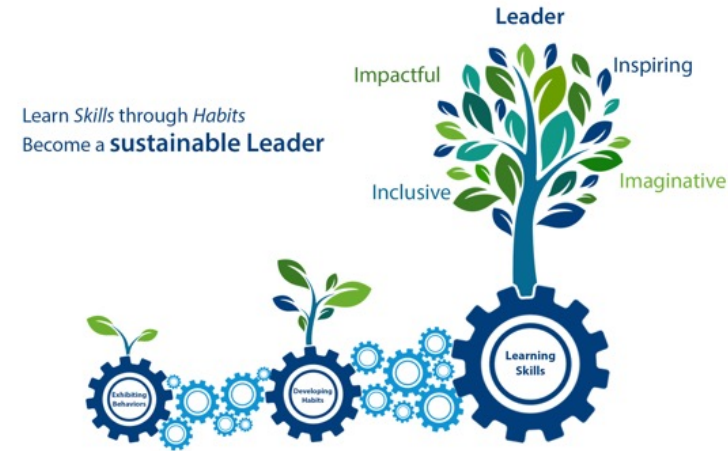 Leader
Impactful
Inspiring
Learn Skills through Habits
Become a sustainable Leader
Inclusive
Imaginative
Exhibiting
Behaviors
Developing
Habits
Learning
Skills